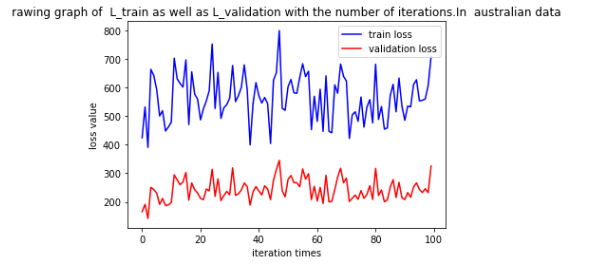 rawing graph of L_train as well as L_validation with the number of iterations.In australian data
800
700
600
500
400
300
200
loss value
train loss
validation loss
0
20
40
60
80
100
iteration times